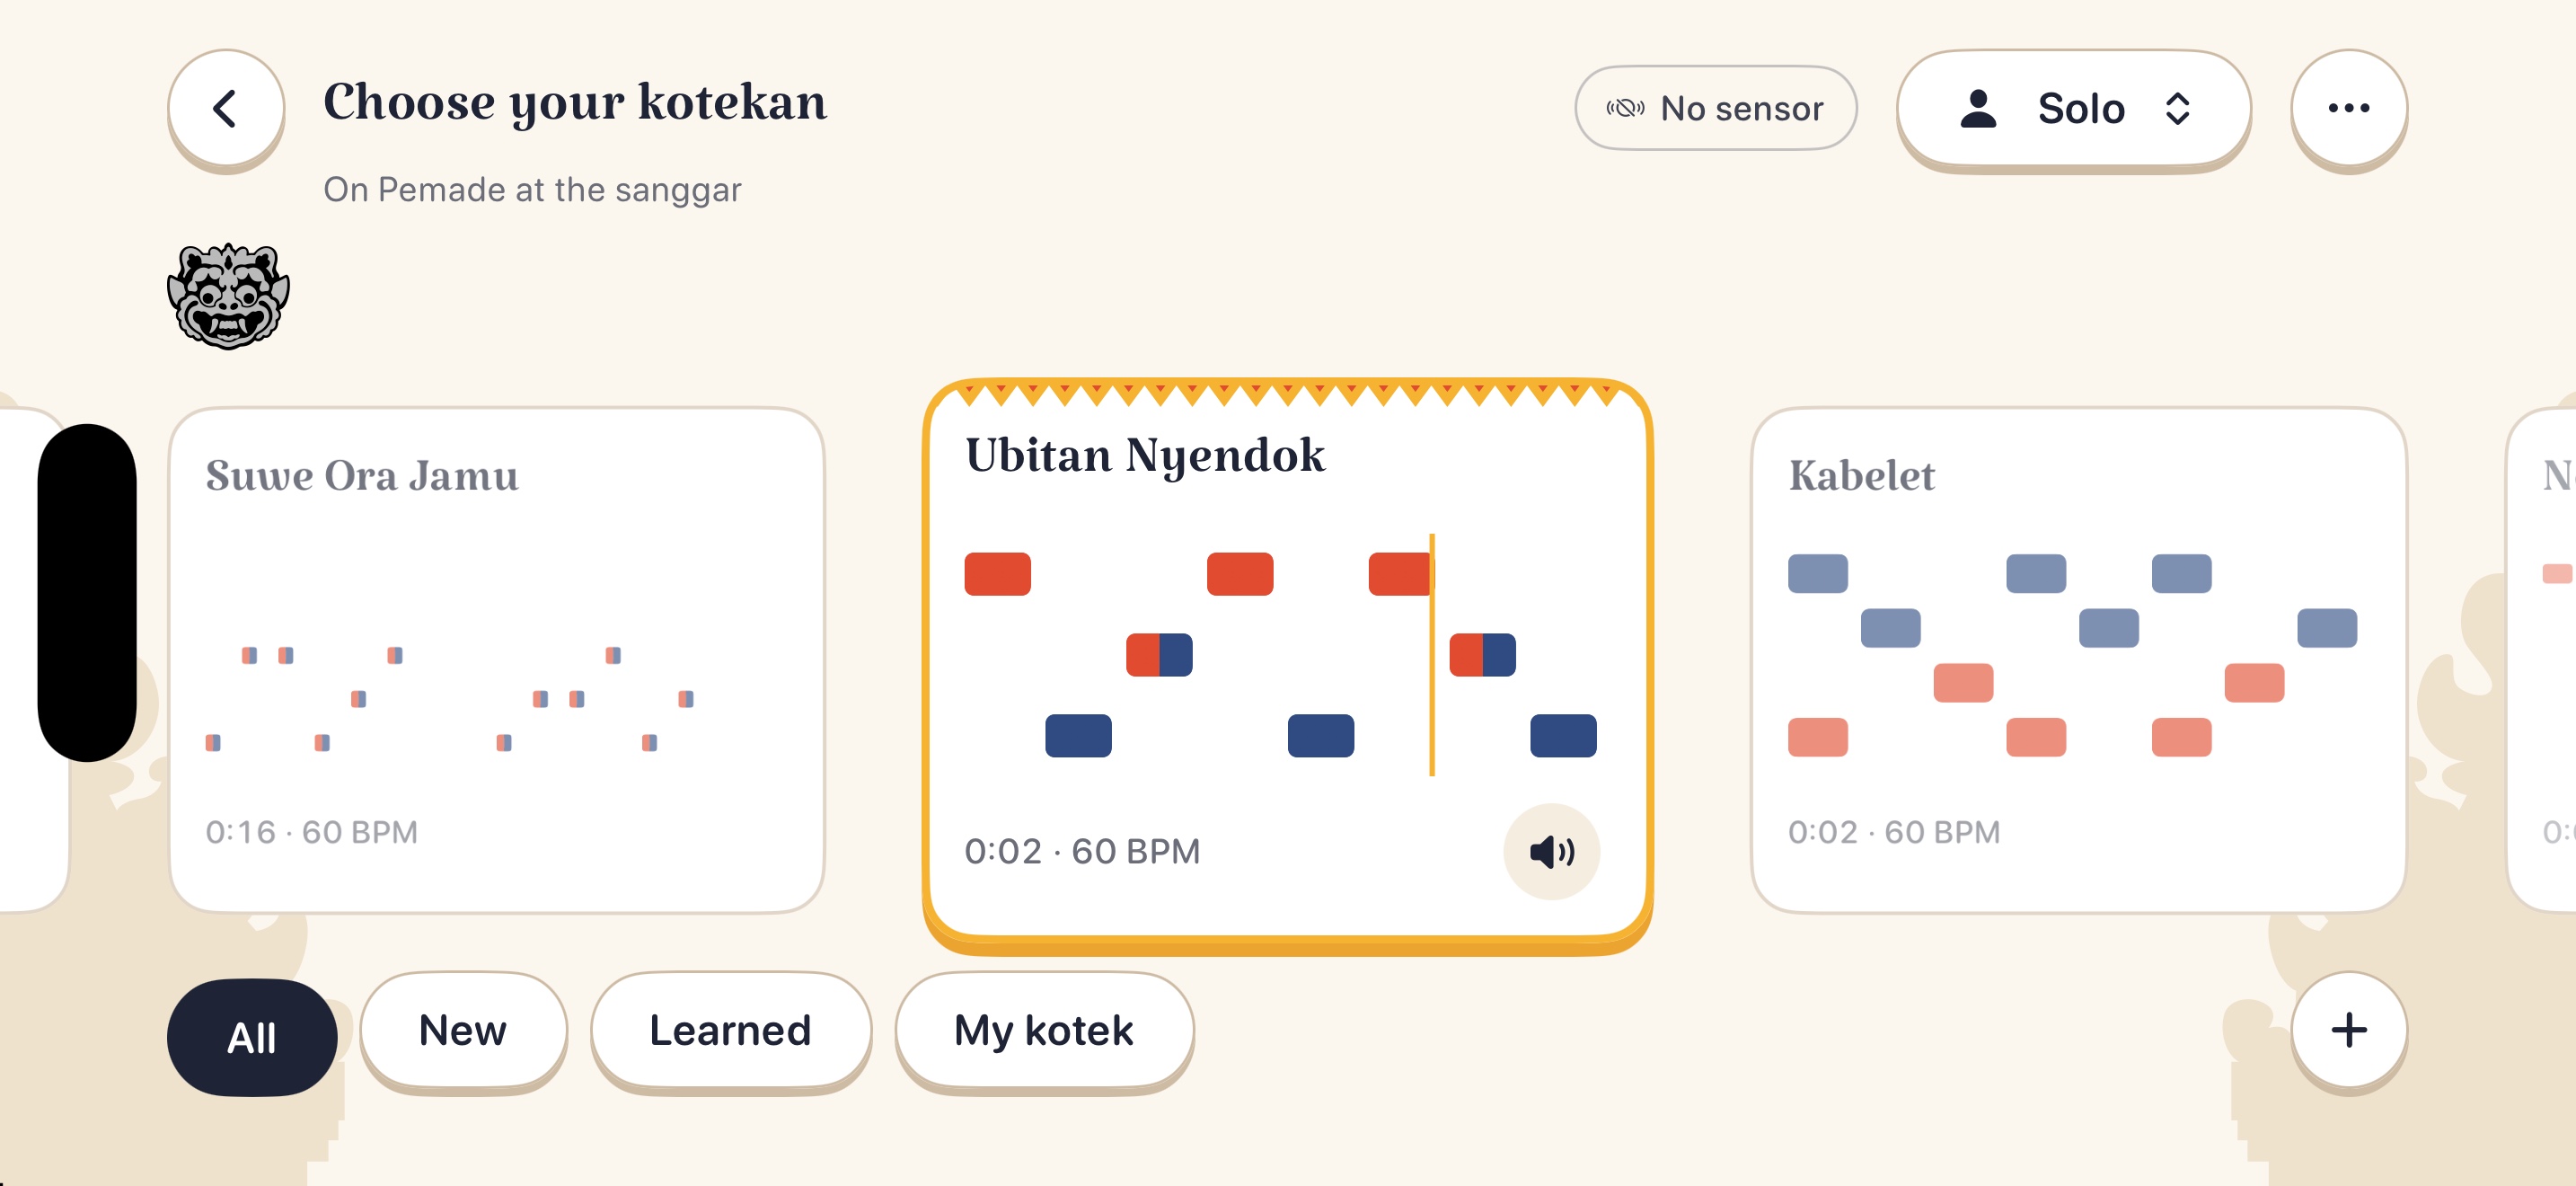 Choose your kotekan
On Pemade at the sanggar
No sensor
Solo
Suwe Ora Jamu
0:16 · 60 BPM
Ubitan Nyendok
0:02 · 60 BPM
Kabelet
0:02 · 60 BPM
All
New
Learned
My kotek